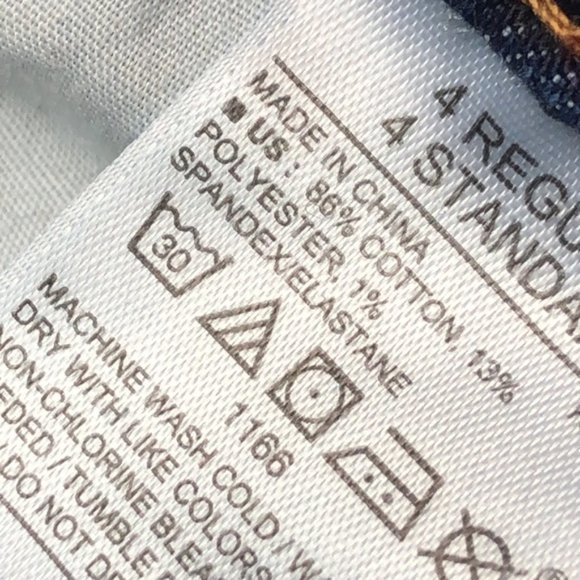 4 REGU
4 STANDA
MADE IN CHINA
US: 86% COTTON, 13%
POLYESTER, 1%
SPANDEX/ELASTANE
30
1166
MACHINE WASH COLD / W
DRY WITH LIKE COLORS
NON-CHLORINE BLEA
EDED / TUMBLE
DO NOT DR